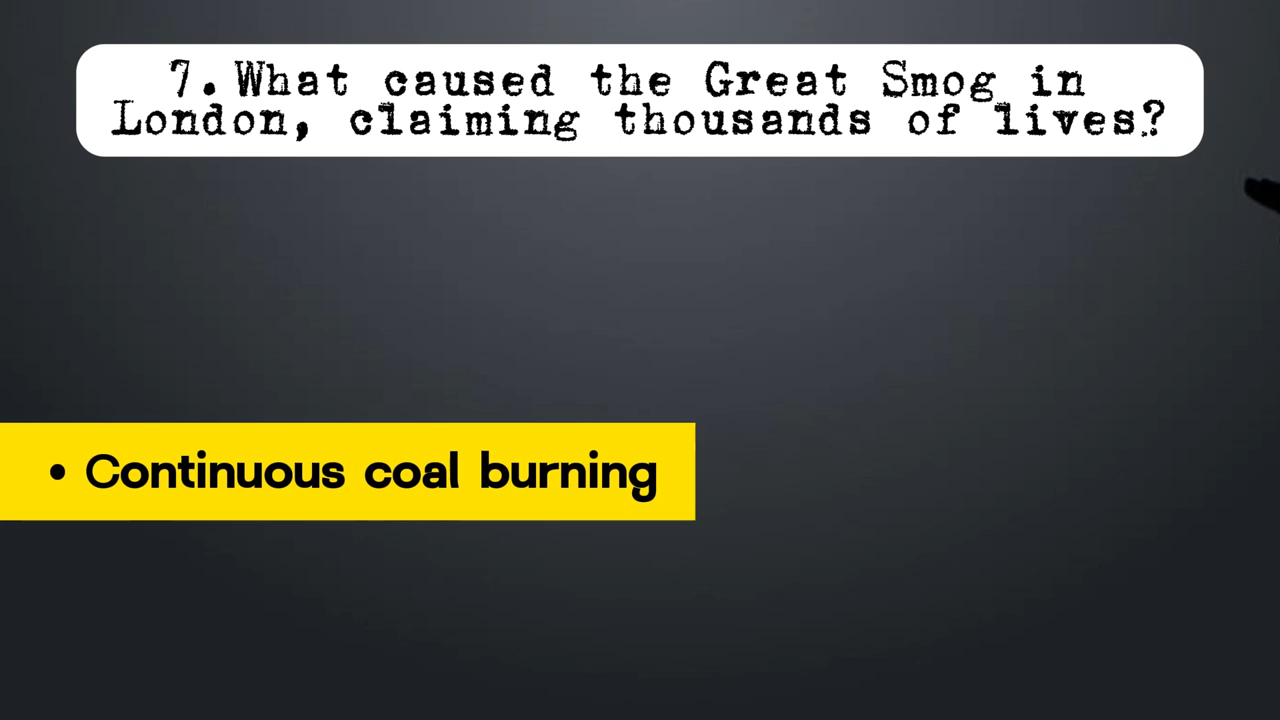 7. What caused the Great Smog in
London, claiming thousands of lives?
• Continuous coal burning